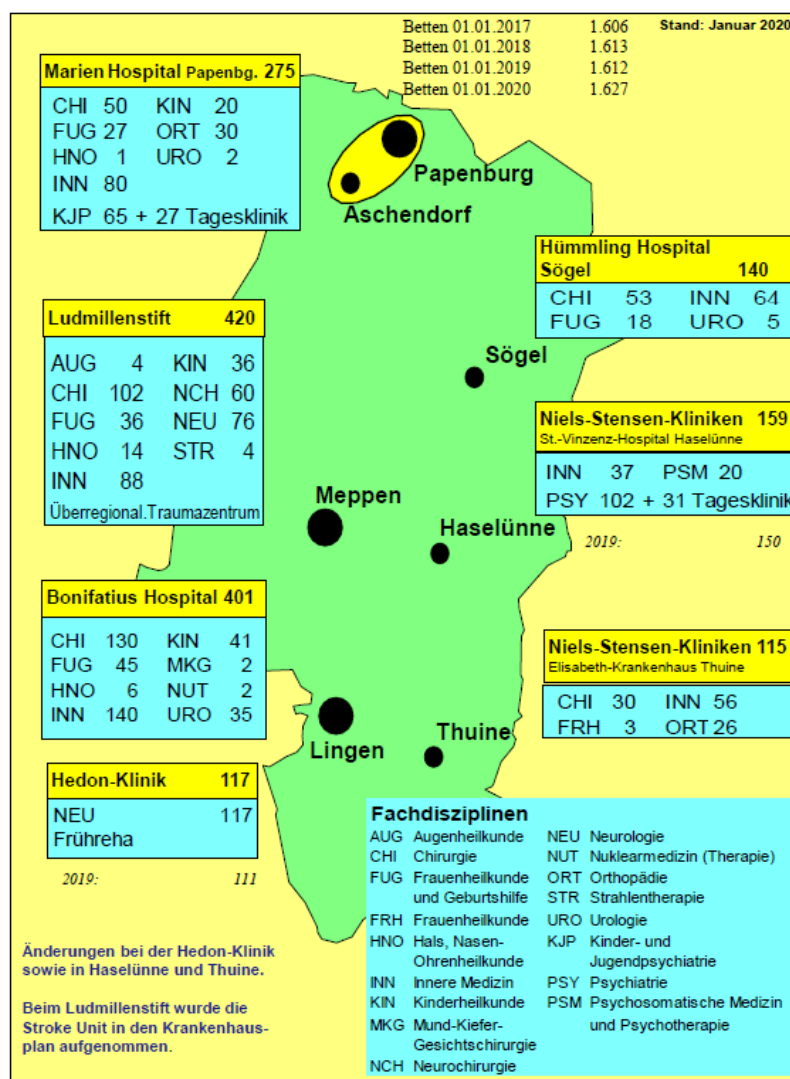 Betten 01.01.2017 1.606 Stand: Januar 2020
Betten 01.01.2018 1.613
Betten 01.01.2019 1.612
Betten 01.01.2020 1.627
Marien Hospital Papenbg. 275
CHI 50 KIN 20
FUG 27 ORT 30
HNO 1 URO 2
INN 80
KJP 65 + 27 Tagesklinik
Papenburg
Aschendorf
Hümmling Hospital
Sögel 140
CHI 53 INN 64
FUG 18 URO 5
Ludmillenstift 420
AUG 4 KIN 36
CHI 102 NCH 60
FUG 36 NEU 76
HNO 14 STR 4
INN 88
Überregional.Traumazentrum
Sögel
Niels-Stensen-Kliniken 159
St.-Vinzenz-Hospital Haselünne
INN 37 PSM 20
PSY 102 + 31 Tagesklinik
2019: 150
Meppen
Haselünne
Bonifatius Hospital 401
CHI 130 KIN 41
FUG 45 MKG 2
HNO 6 NUT 2
INN 140 URO 35
Niels-Stensen-Kliniken 115
Elisabeth-Krankenhaus Thuine
CHI 30 INN 56
FRH 3 ORT 26
Lingen
Thuine
Hedon-Klinik 117
NEU 117
Frühreha
2019: 111
Änderungen bei der Hedon-Klinik
sowie in Haselünne und Thuine.
Beim Ludmillenstift wurde die
Stroke Unit in den Krankenhaus-
plan aufgenommen.
Fachdisziplinen
AUG Augenheilkunde NEU Neurologie
CHI Chirurgie NUT Nuklearmedizin (Therapie)
FUG Frauenheilkunde ORT Orthopädie
und Geburtshilfe STR Strahlentherapie
FRH Frauenheilkunde URO Urologie
HNO Hals, Nasen- KJP Kinder- und
Ohrenheilkunde Jugendpsychiatrie
INN Innere Medizin PSY Psychiatrie
KIN Kinderheilkunde PSM Psychosomatische Medizin
MKG Mund-Kiefer- und Psychotherapie
Gesichtschirurgie
NCH Neurochirurgie